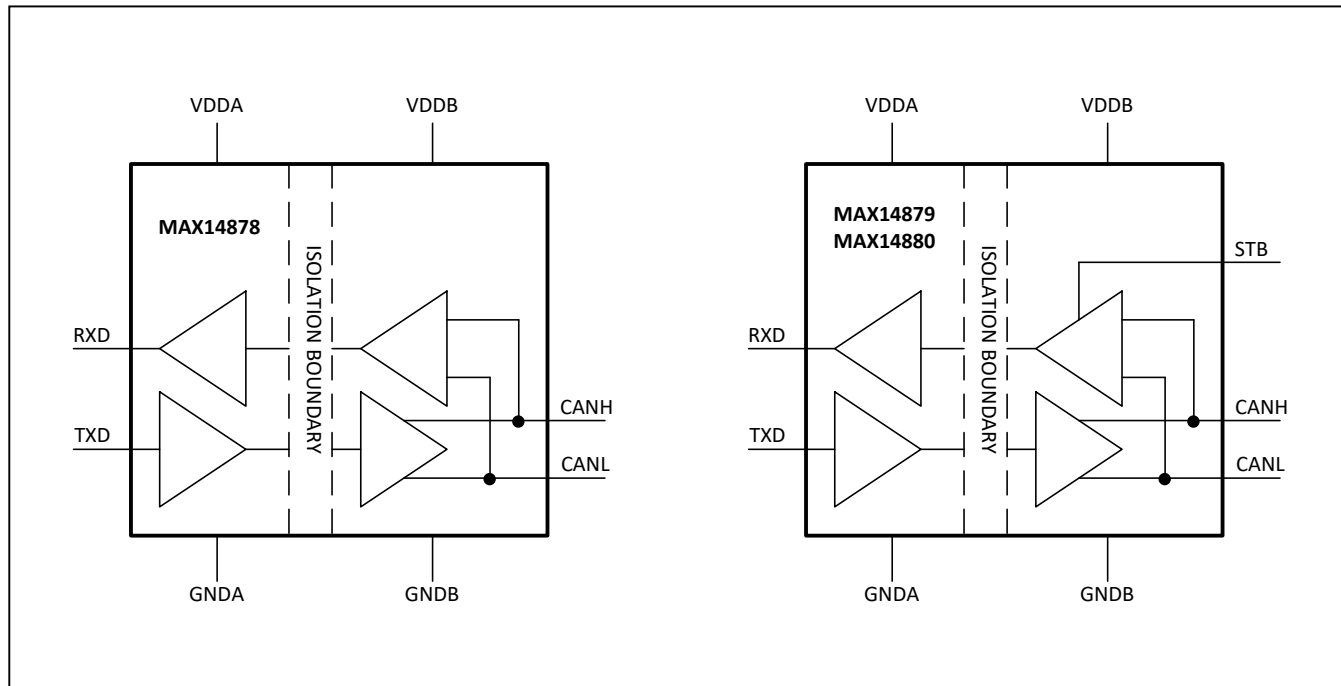 VDDA
VDDB
MAX14878
ISOLATION BOUNDARY
RXD
TXD
CANH
CANL
GNDA
GNDB
VDDA
VDDB
MAX14879
MAX14880
ISOLATION BOUNDARY
STB
RXD
TXD
CANH
CANL
GNDA
GNDB